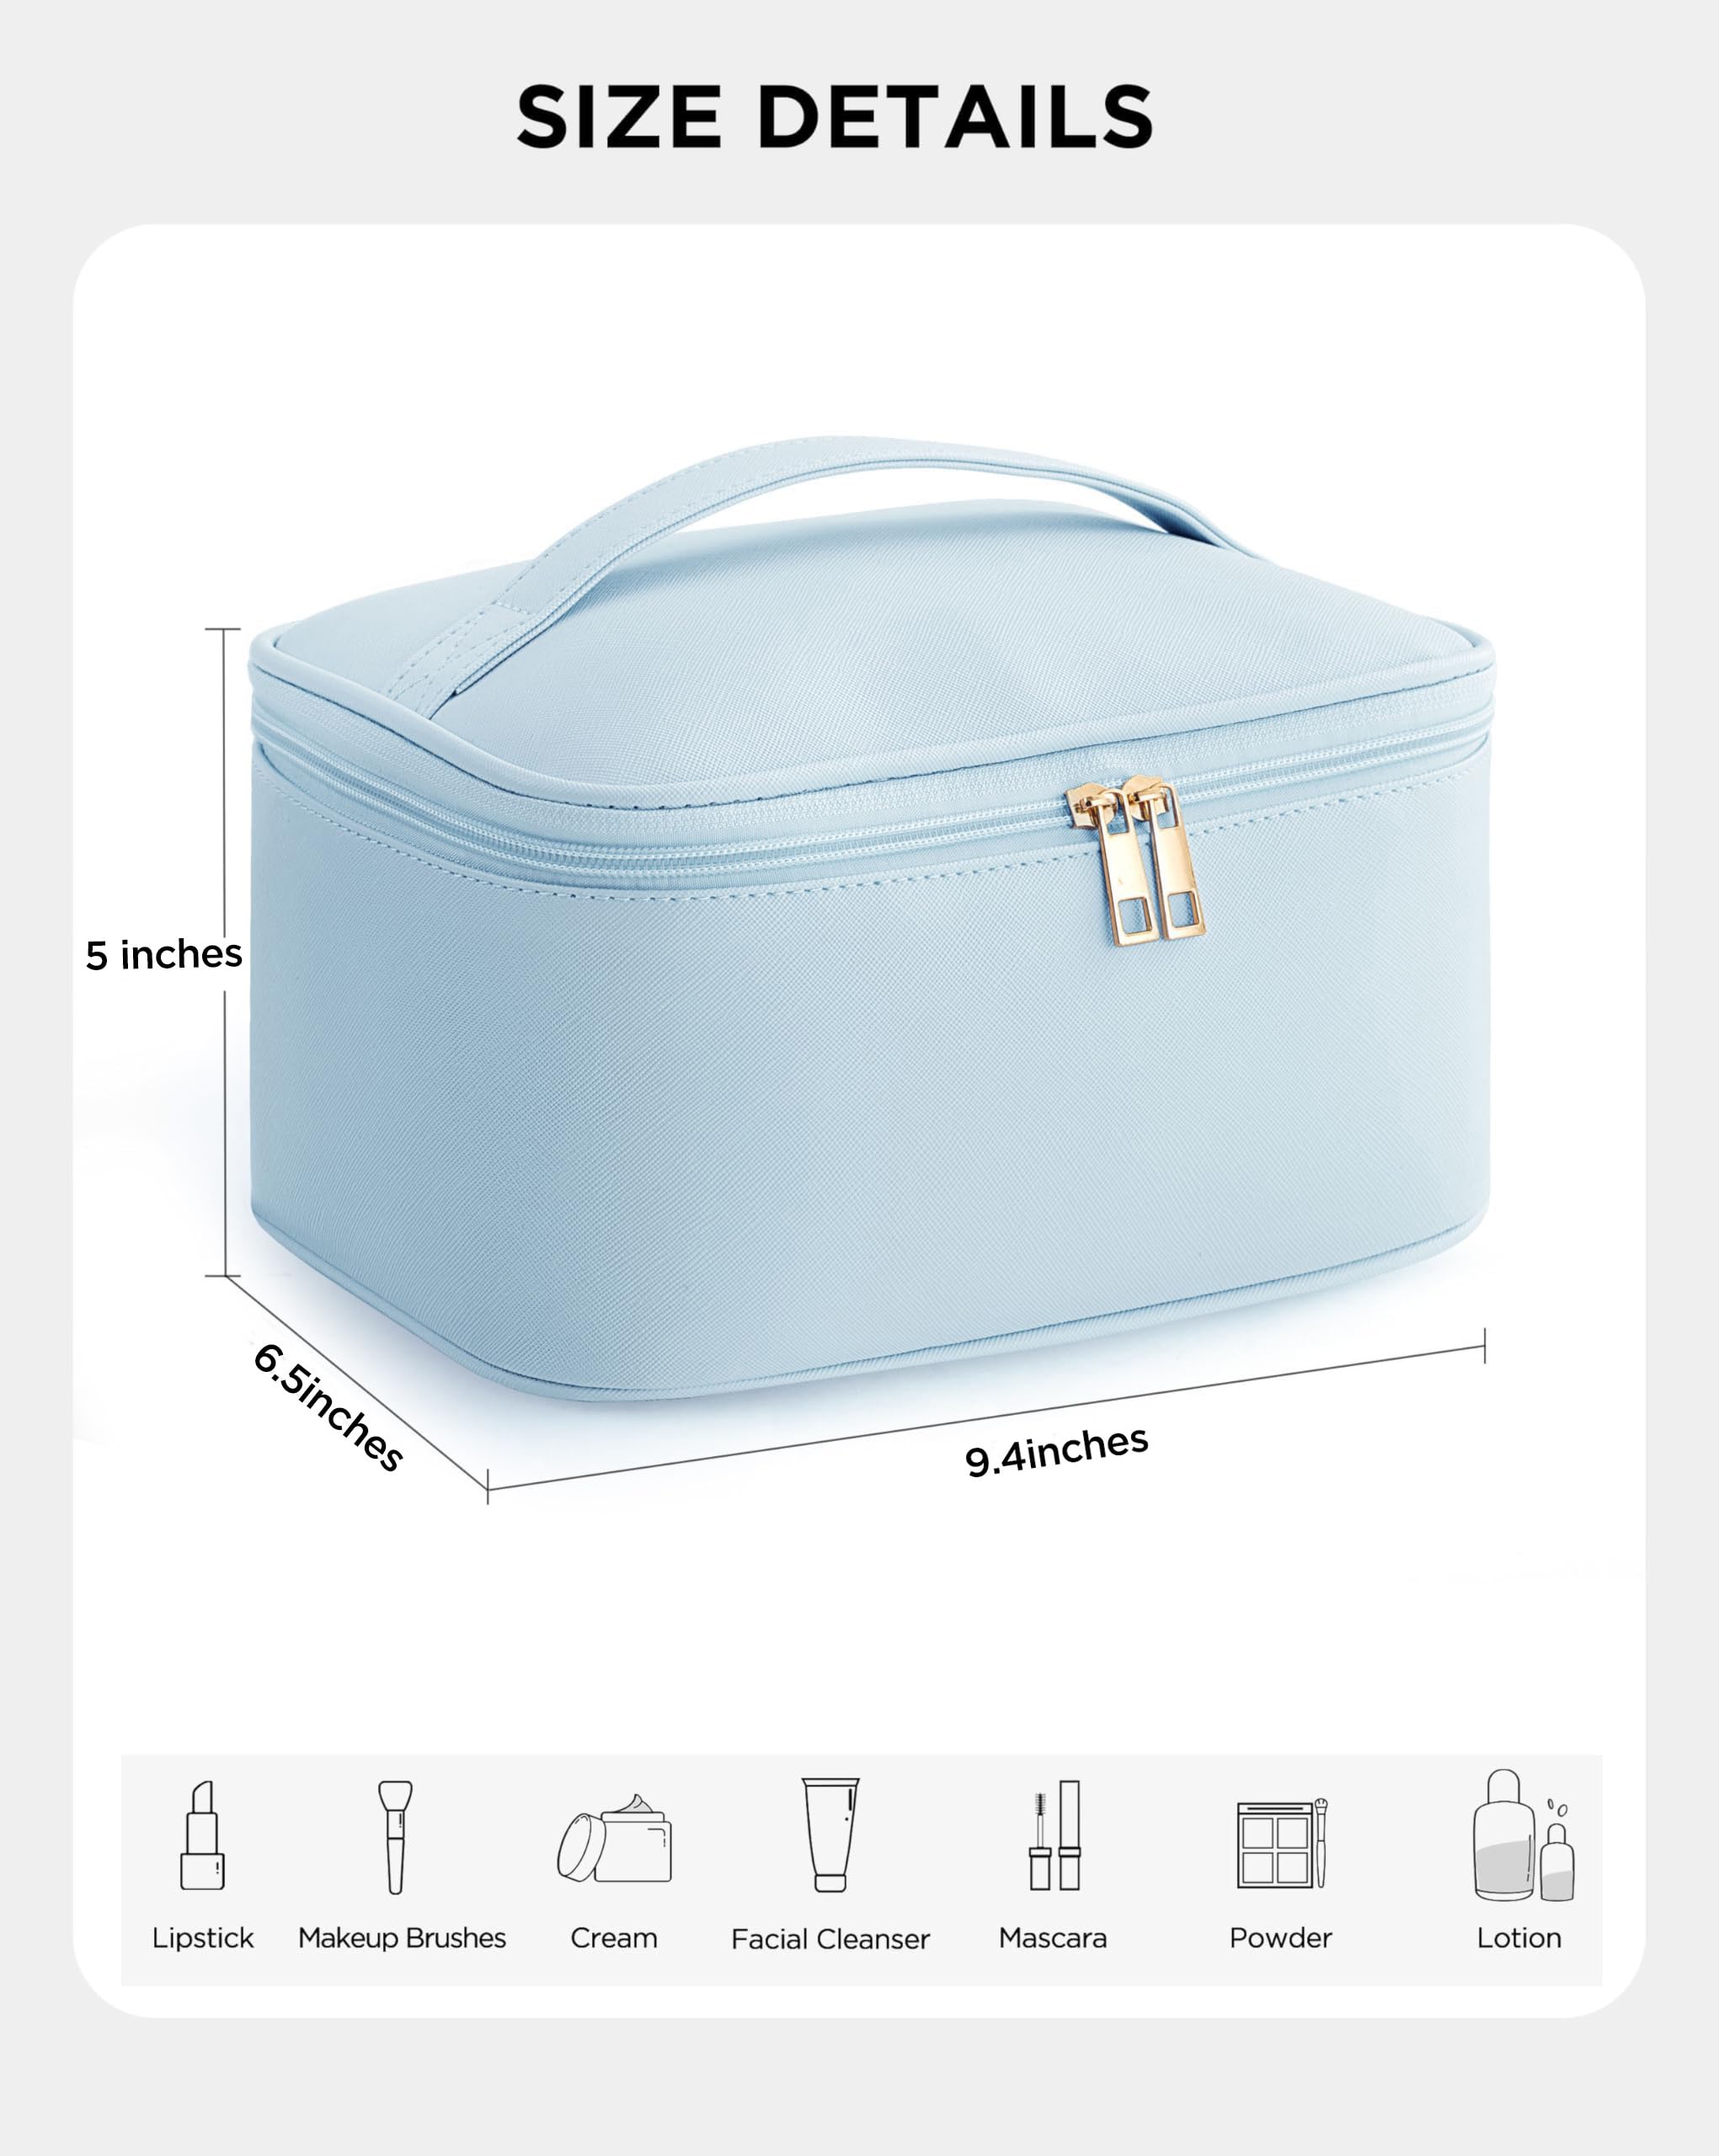 SIZE DETAILS
5 inches
6.5inches
9.4inches
Lipstick
Makeup Brushes
Cream
Facial Cleanser
Mascara
Powder
Lotion